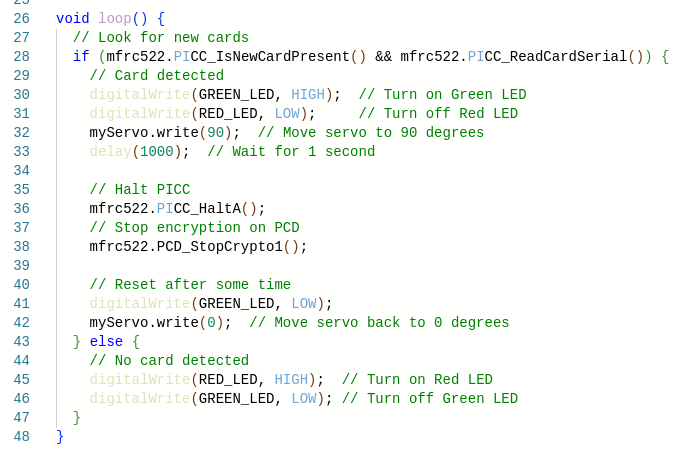 25
26 void loop() {
27   // Look for new cards
28   if (mfrc522.PICC_IsNewCardPresent() && mfrc522.PICC_ReadCardSerial()) {
29     // Card detected
30     digitalWrite(GREEN_LED, HIGH);  // Turn on Green LED
31     digitalWrite(RED_LED, LOW);     // Turn off Red LED
32     myServo.write(90);  // Move servo to 90 degrees
33     delay(1000);  // Wait for 1 second
34
35     // Halt PICC
36     mfrc522.PICC_HaltA();
37     // Stop encryption on PCD
38     mfrc522.PCD_StopCrypto1();
39
40     // Reset after some time
41     digitalWrite(GREEN_LED, LOW);
42     myServo.write(0);  // Move servo back to 0 degrees
43   } else {
44     // No card detected
45     digitalWrite(RED_LED, HIGH);  // Turn on Red LED
46     digitalWrite(GREEN_LED, LOW); // Turn off Green LED
47   }
48 }